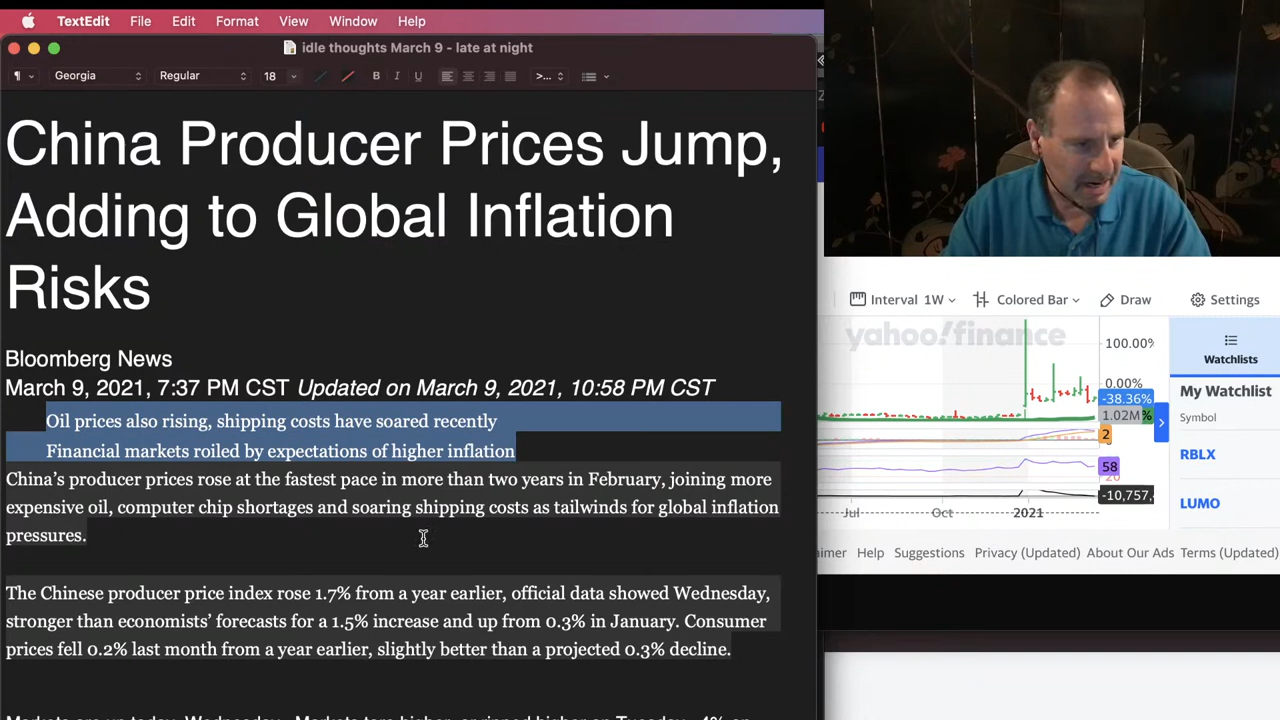 TextEdit File Edit Format View Window Help
idle thoughts March 9 - late at night
¶ Georgia Regular 18 B I U >...
China Producer Prices Jump,
Adding to Global Inflation
Risks
Bloomberg News
March 9, 2021, 7:37 PM CST Updated on March 9, 2021, 10:58 PM CST
Oil prices also rising, shipping costs have soared recently
Financial markets roiled by expectations of higher inflation
China’s producer prices rose at the fastest pace in more than two years in February, joining more
expensive oil, computer chip shortages and soaring shipping costs as tailwinds for global inflation
pressures.
The Chinese producer price index rose 1.7% from a year earlier, official data showed Wednesday,
stronger than economists’ forecasts for a 1.5% increase and up from 0.3% in January. Consumer
prices fell 0.2% last month from a year earlier, slightly better than a projected 0.3% decline.
Interval 1W Colored Bar Draw Settings
yahoo!finance
100.00%
0.00%
-38.36%
1.02M %
2
58
20
-10,757,
Jul Oct 2021
Watchlists
My Watchlist
Symbol
RBLX
LUMO
aimer Help Suggestions Privacy (Updated) About Our Ads Terms (Updated)